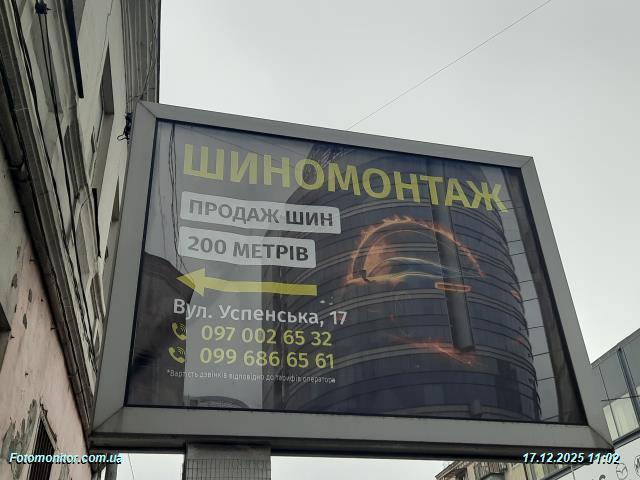 ШИНОМОНТАЖ
ПРОДАЖ ШИН
200 МЕТРІВ
Вул. Успенська, 17
097 002 65 32
099 686 65 61
*Вартість дзвінків відповідно до тарифів оператора
Fotomonitor.com.ua
17.12.2025 11:02